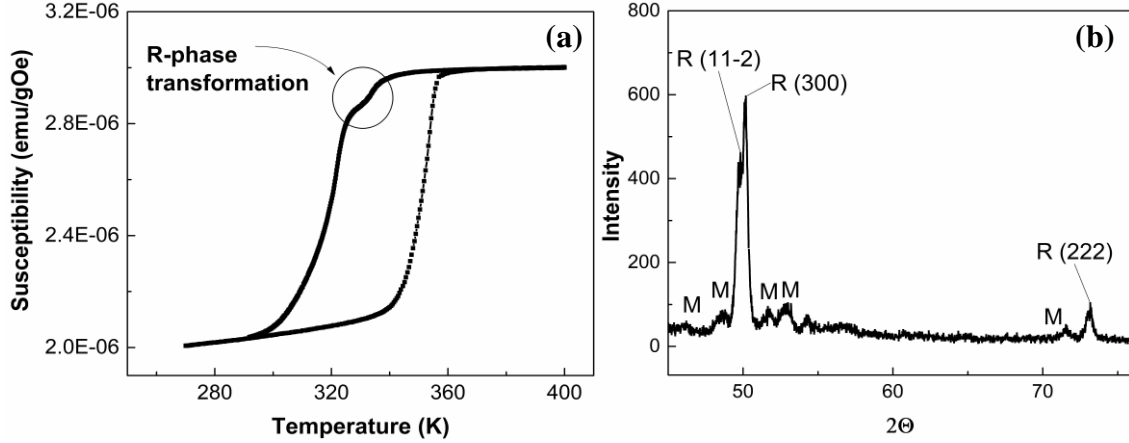 3.2E-06
2.8E-06
2.4E-06
2.0E-06
Susceptibility (emu/gOe)
R-phase
transformation
(a)
280
320
360
400
Temperature (K)
800
600
400
200
0
Intensity
(b)
R (11-2)
R (300)
R (222)
M
M
M
M
M
50
60
70
2Θ